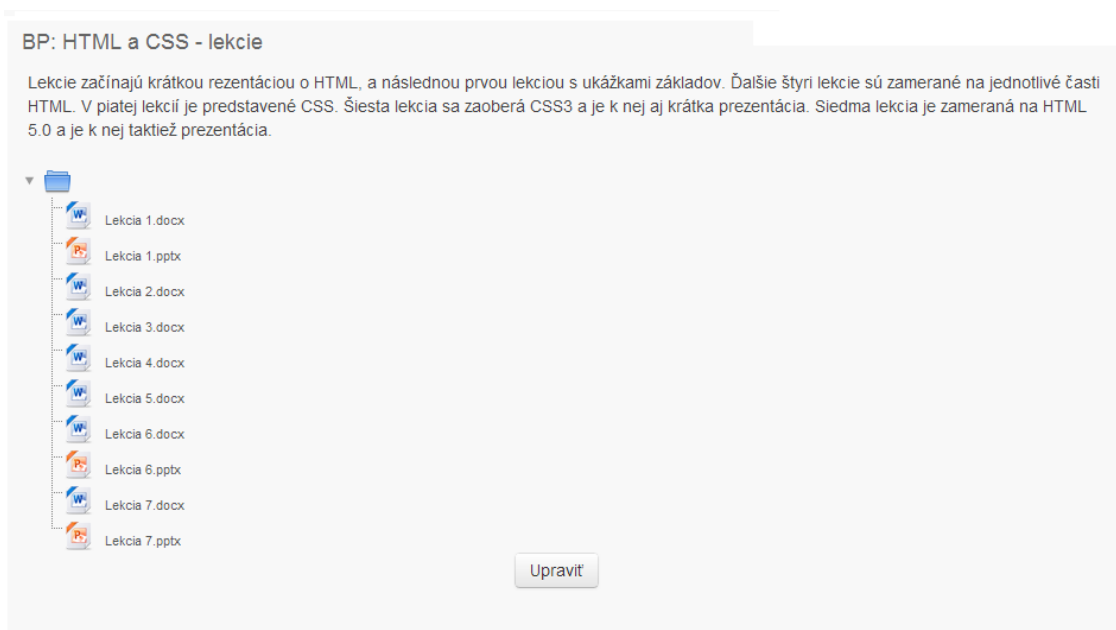 BP: HTML a CSS - lekcie
Lekcie začínajú krátkou rezentáciou o HTML, a následnou prvou lekciou s ukážkami základov. Ďalšie štyri lekcie sú zamerané na jednotlivé časti
HTML. V piatej lekcií je predstavené CSS. Šiesta lekcia sa zaoberá CSS3 a je k nej aj krátka prezentácia. Siedma lekcia je zameraná na HTML
5.0 a je k nej taktiež prezentácia.
Lekcia 1.docx
Lekcia 1.pptx
Lekcia 2.docx
Lekcia 3.docx
Lekcia 4.docx
Lekcia 5.docx
Lekcia 6.docx
Lekcia 6.pptx
Lekcia 7.docx
Lekcia 7.pptx
Upraviť